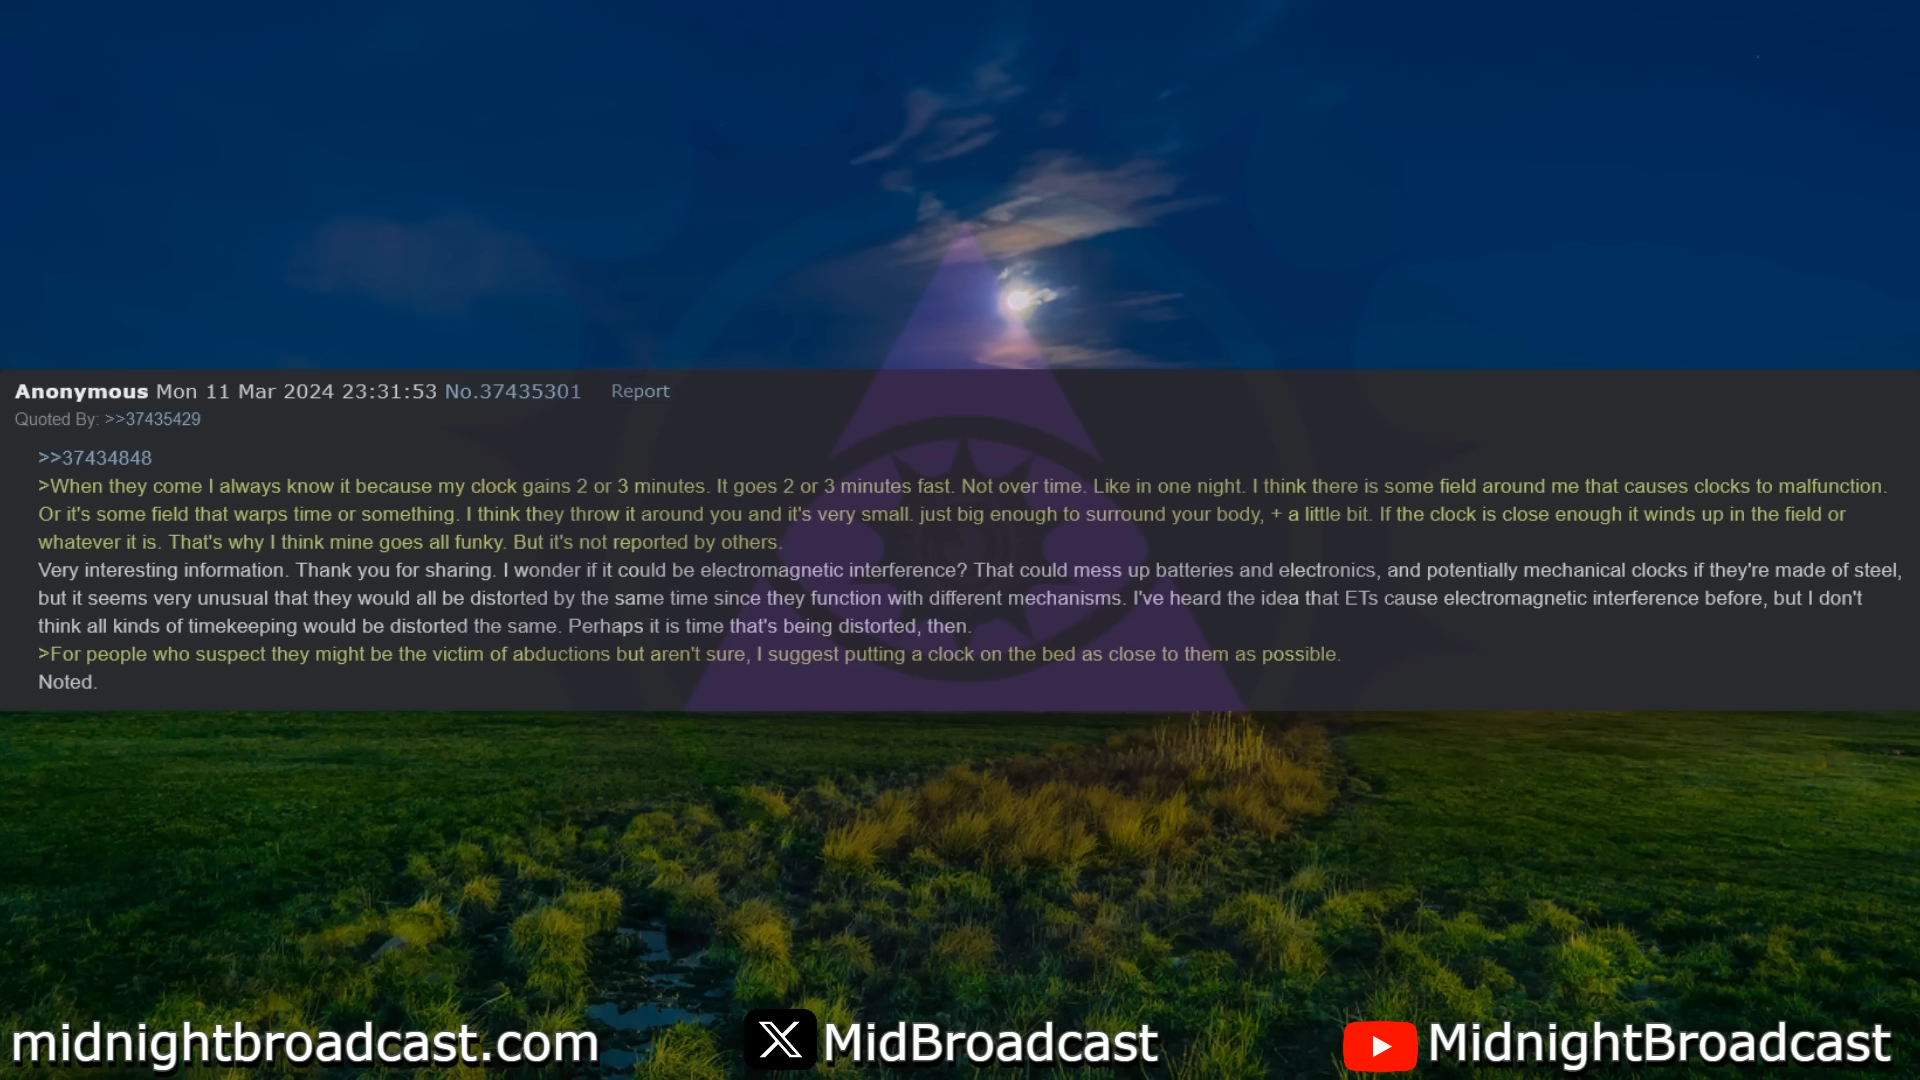 Anonymous Mon 11 Mar 2024 23:31:53 No.37435301 Report
Quoted By: >>37435429
>>37434848
>When they come I always know it because my clock gains 2 or 3 minutes. It goes 2 or 3 minutes fast. Not over time. Like in one night. I think there is some field around me that causes clocks to malfunction.
Or it's some field that warps time or something. I think they throw it around you and it's very small. just big enough to surround your body, + a little bit. If the clock is close enough it winds up in the field or
whatever it is. That's why I think mine goes all funky. But it's not reported by others.
Very interesting information. Thank you for sharing. I wonder if it could be electromagnetic interference? That could mess up batteries and electronics, and potentially mechanical clocks if they're made of steel,
but it seems very unusual that they would all be distorted by the same time since they function with different mechanisms. I've heard the idea that ETs cause electromagnetic interference before, but I don't
think all kinds of timekeeping would be distorted the same. Perhaps it is time that's being distorted, then.
>For people who suspect they might be the victim of abductions but aren't sure, I suggest putting a clock on the bed as close to them as possible.
Noted.
midnightbroadcast.com MidBroadcast MidnightBroadcast